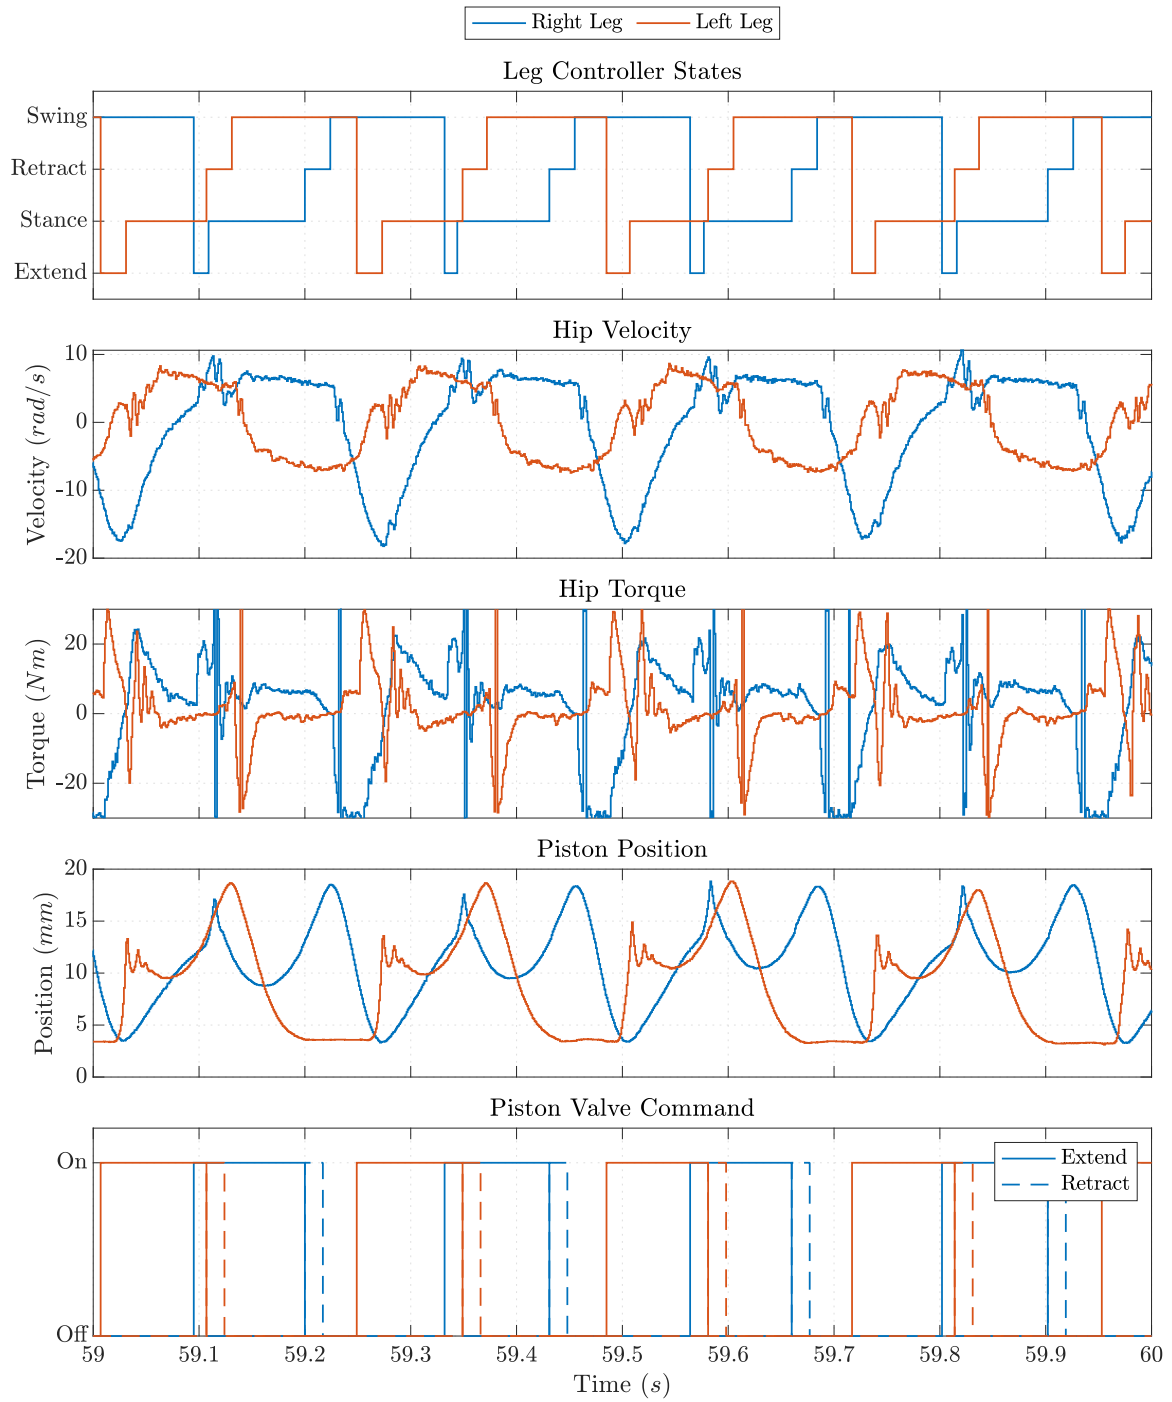 Right Leg Left Leg
Leg Controller States
Swing
Retract
Stance
Extend
Hip Velocity
Velocity (rad/s)
10
0
-10
-20
Hip Torque
Torque (Nm)
20
0
-20
Piston Position
Position (mm)
20
15
10
5
0
Piston Valve Command
On
Off
Extend
Retract
59 59.1 59.2 59.3 59.4 59.5 59.6 59.7 59.8 59.9 60
Time (s)